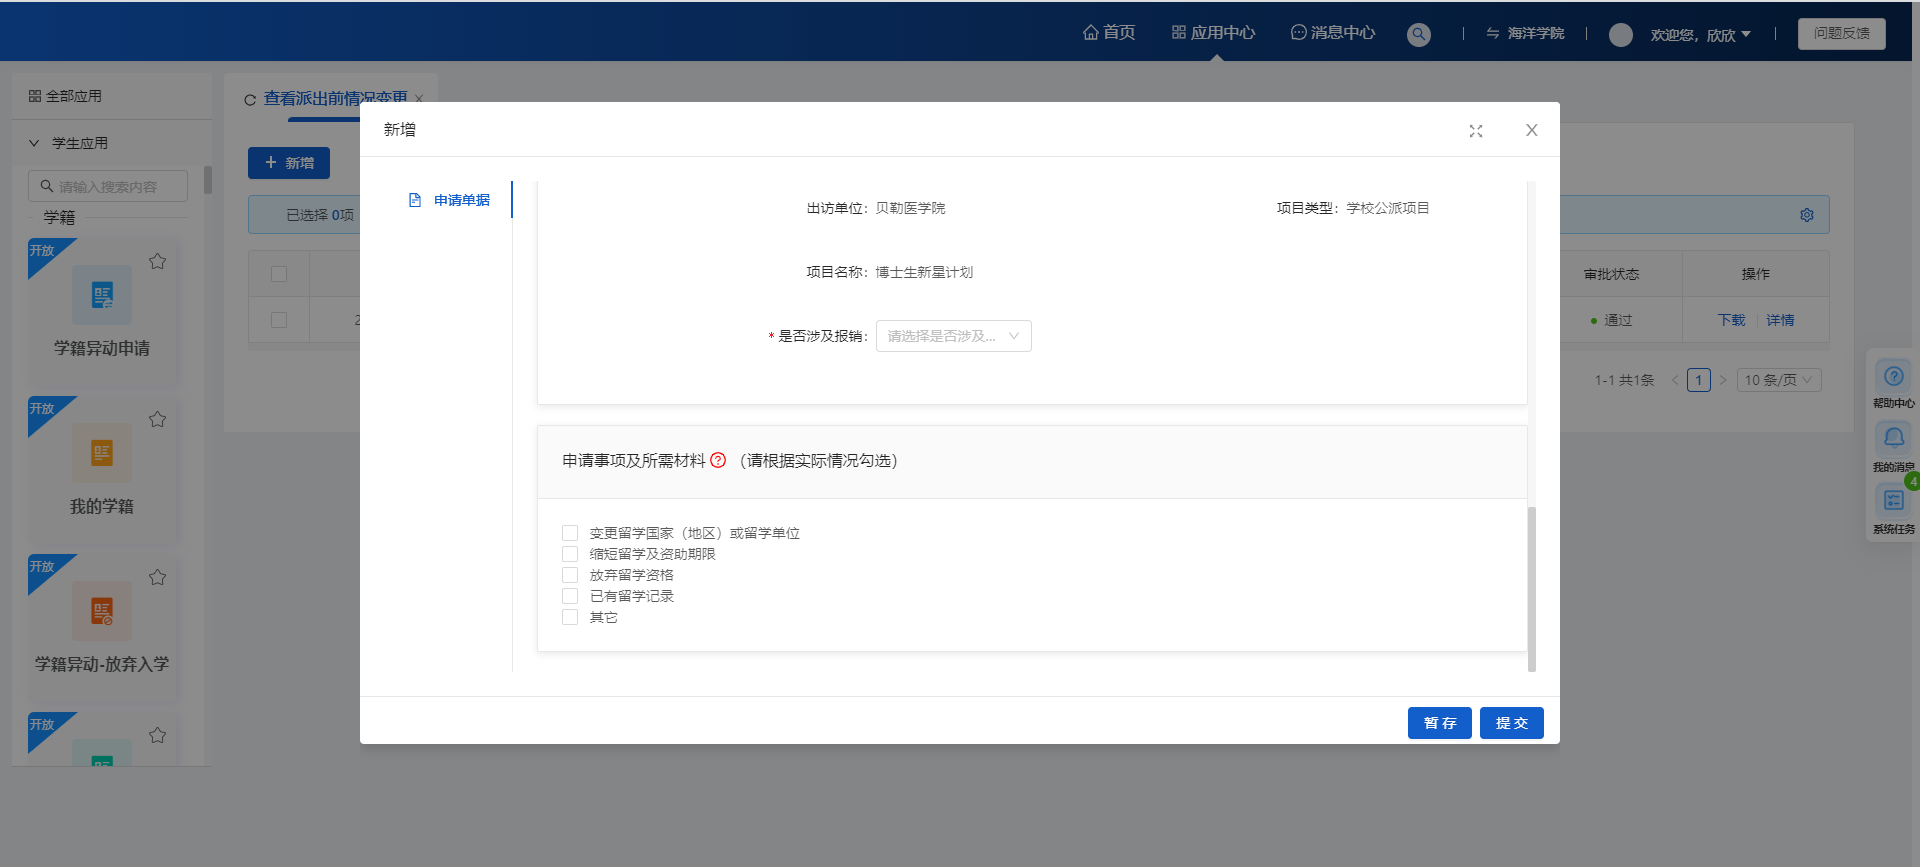 首页
应用中心
消息中心
海洋学院
欢迎您，欣欣
问题反馈
全部应用
学生应用
请输入搜索内容
学籍
开放
学籍异动申请
开放
我的学籍
开放
学籍异动-放弃入学
开放
查看派出前情况变更
新增
已选择 0项
2
审批状态
操作
通过
下载
详情
1-1 共1条
1
10 条/页
新增
申请单据
出访单位：贝勒医学院
项目类型：学校公派项目
项目名称：博士生新星计划
*是否涉及报销：
请选择是否涉及...
申请事项及所需材料
（请根据实际情况勾选）
变更留学国家（地区）或留学单位
缩短留学及资助期限
放弃留学资格
已有留学记录
其它
暂存
提交
帮助中心
我的消息
4
系统任务